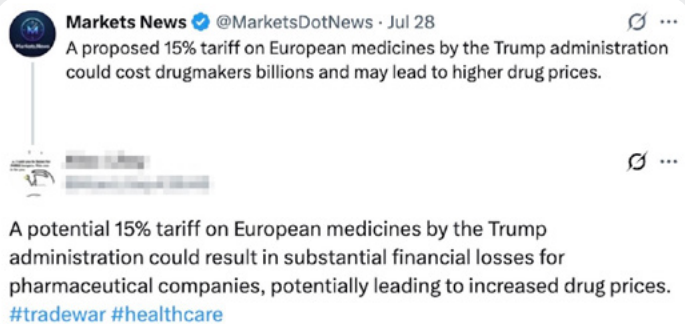 Markets News @MarketsDotNews · Jul 28
A proposed 15% tariff on European medicines by the Trump administration
could cost drugmakers billions and may lead to higher drug prices.
A potential 15% tariff on European medicines by the Trump
administration could result in substantial financial losses for
pharmaceutical companies, potentially leading to increased drug prices.
#tradewar #healthcare